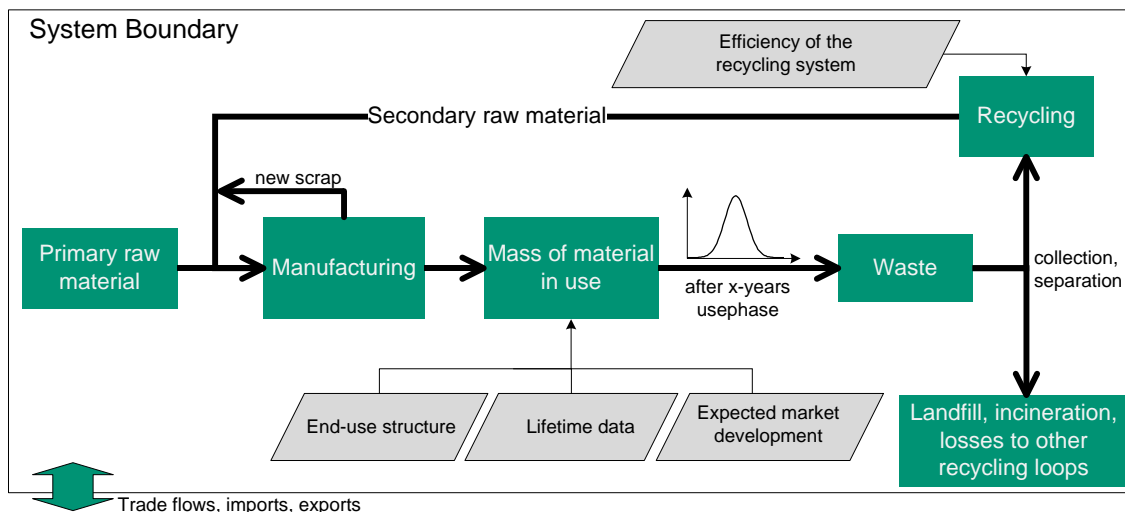 System Boundary
Efficiency of the
recycling system
Secondary raw material
Recycling
new scrap
Primary raw
material
Manufacturing
Mass of material
in use
after x-years
usephase
Waste
collection,
separation
End-use structure
Lifetime data
Expected market
development
Landfill, incineration,
losses to other
recycling loops
Trade flows, imports, exports